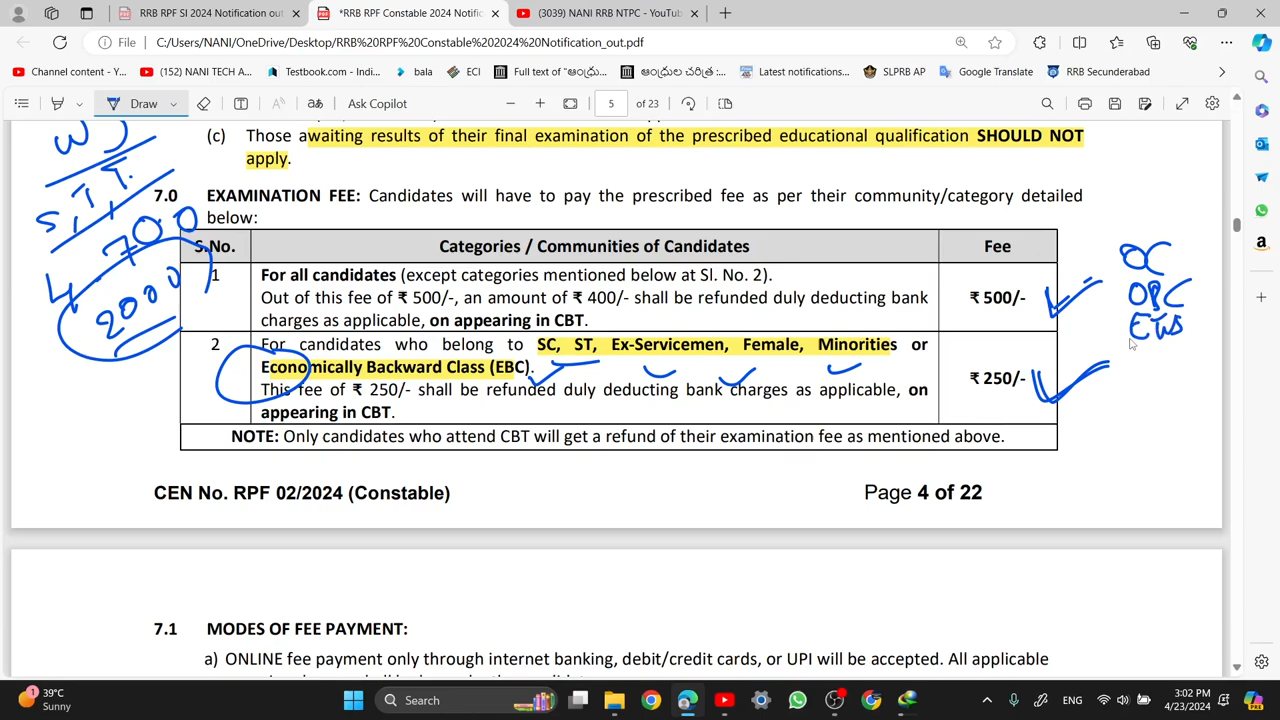 RRB RPF SI 2024 Notification out
*RRB RPF Constable 2024 Notific
(3039) NANI RRB NTPC - YouTub
File
C:/Users/NANI/OneDrive/Desktop/RRB%20RPF%20Constable%202024%20Notification_out.pdf
Channel content - Y...
(152) NANI TECH A...
Testbook.com - Indi...
bala
ECI
Full text of "ఆంధ్రు...
ఆంధ్రుల చరిత్ర :...
Latest notifications...
SLPRB AP
Google Translate
RRB Secunderabad
Draw
Ask Copilot
5 of 23
(c) Those awaiting results of their final examination of the prescribed educational qualification SHOULD NOT
apply.
7.0 EXAMINATION FEE: Candidates will have to pay the prescribed fee as per their community/category detailed
below:
S.No. Categories / Communities of Candidates Fee
1 For all candidates (except categories mentioned below at Sl. No. 2).
Out of this fee of ₹ 500/-, an amount of ₹ 400/- shall be refunded duly deducting bank
charges as applicable, on appearing in CBT.
₹ 500/-
2 For candidates who belong to SC, ST, Ex-Servicemen, Female, Minorities or
Economically Backward Class (EBC).
This fee of ₹ 250/- shall be refunded duly deducting bank charges as applicable, on
appearing in CBT.
₹ 250/-
NOTE: Only candidates who attend CBT will get a refund of their examination fee as mentioned above.
4700
2000
OC
OBC
EWS
CEN No. RPF 02/2024 (Constable) Page 4 of 22
7.1 MODES OF FEE PAYMENT:
a) ONLINE fee payment only through internet banking, debit/credit cards, or UPI will be accepted. All applicable
39°C
Sunny
Search
ENG
3:02 PM
4/23/2024